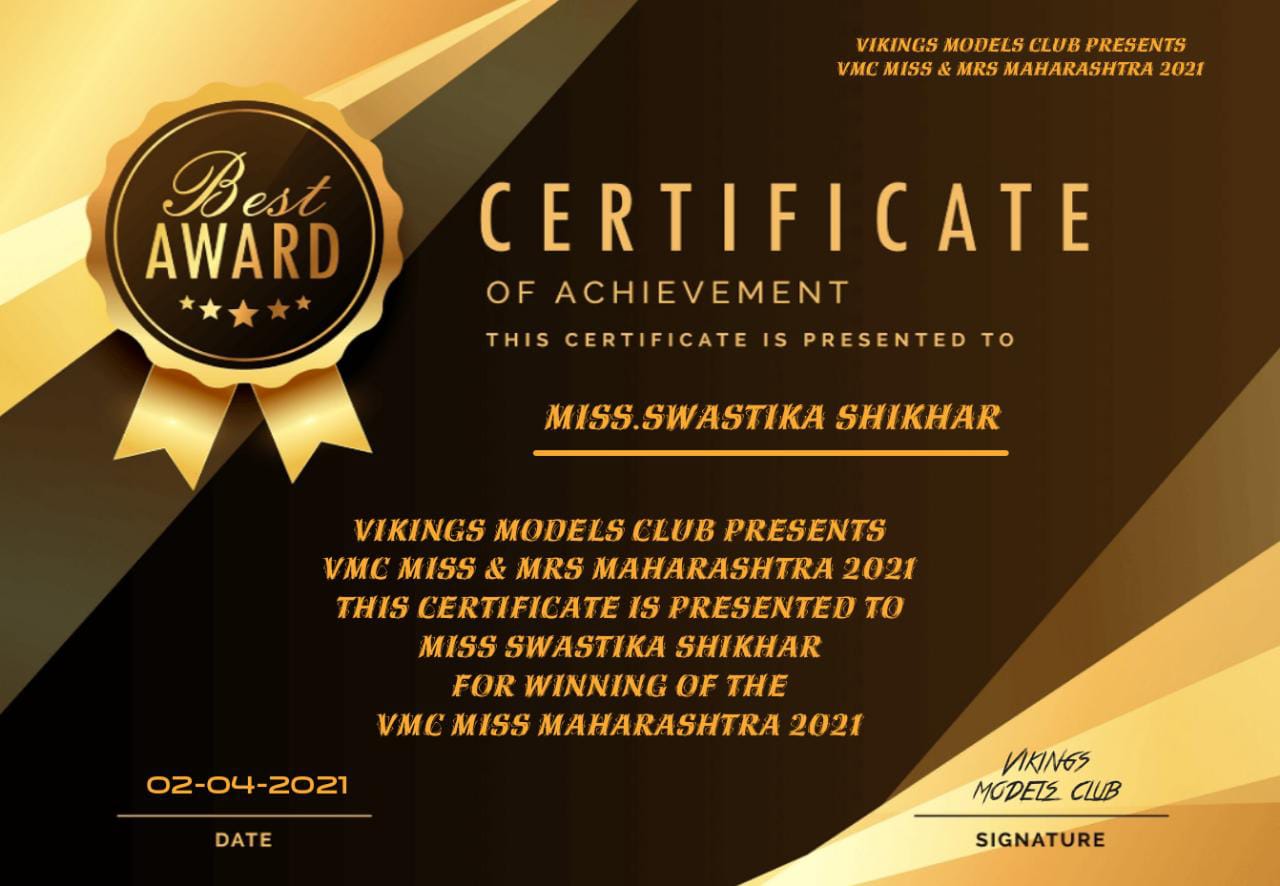 VIKINGS MODELS CLUB PRESENTS
VMC MISS & MRS MAHARASHTRA 2021
Best
AWARD
CERTIFICATE
OF ACHIEVEMENT
THIS CERTIFICATE IS PRESENTED TO
MISS.SWASTIKA SHIKHAR
VIKINGS MODELS CLUB PRESENTS
VMC MISS & MRS MAHARASHTRA 2021
THIS CERTIFICATE IS PRESENTED TO
MISS SWASTIKA SHIKHAR
FOR WINNING OF THE
VMC MISS MAHARASHTRA 2021
02-04-2021
DATE
VIKINGS
MODELS CLUB
SIGNATURE